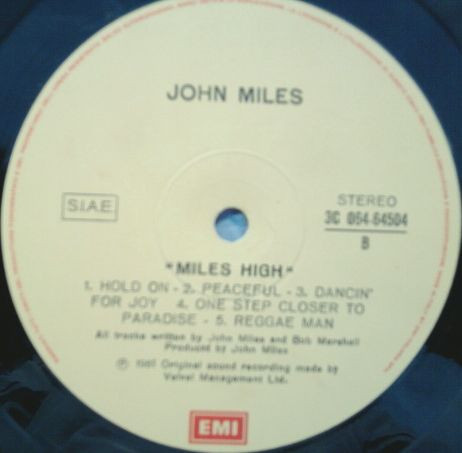 JOHN MILES
S.I.A.E.
STEREO
3C 064-64504
B
"MILES HIGH"
1. HOLD ON - 2. PEACEFUL - 3. DANCIN'
FOR JOY 4. ONE STEP CLOSER TO
PARADISE - 5. REGGAE MAN
All tracks written by John Miles and Bob Marshall
Produced by John Miles
Ⓟ 1981 Original sound recording made by
Velvel Management Ltd.
EMI